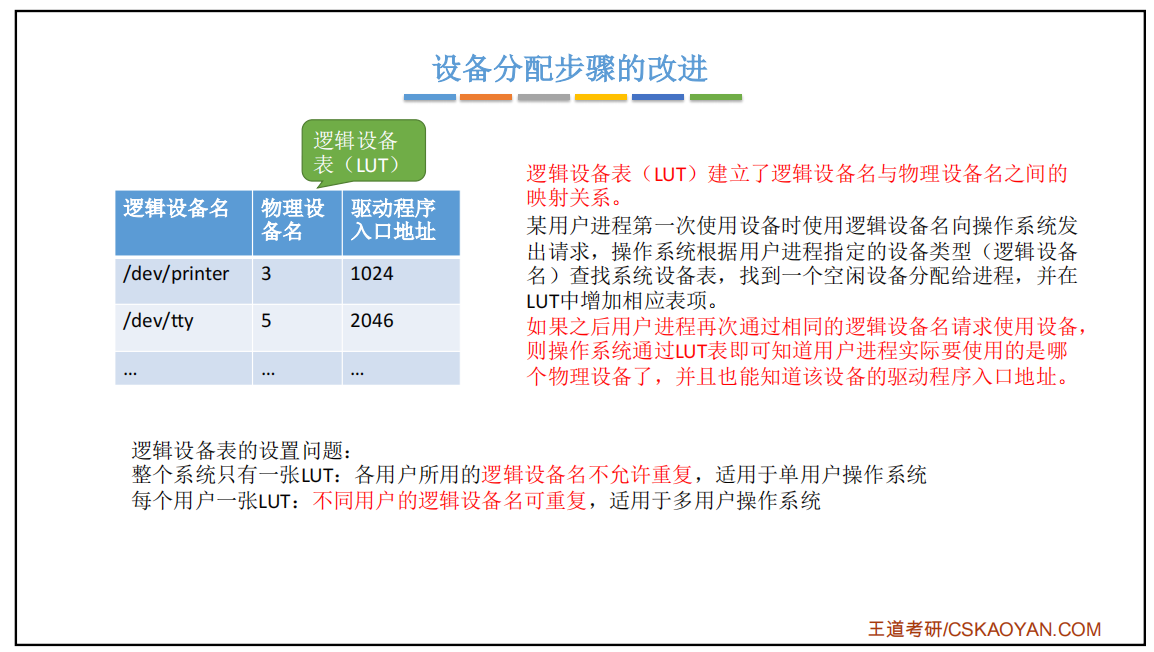 设备分配步骤的改进
逻辑设备
表（LUT）
逻辑设备名 物理设备名 驱动程序入口地址
/dev/printer 3 1024
/dev/tty 5 2046
… … …
逻辑设备表（LUT）建立了逻辑设备名与物理设备名之间的
映射关系。
某用户进程第一次使用设备时使用逻辑设备名向操作系统发
出请求，操作系统根据用户进程指定的设备类型（逻辑设备
名）查找系统设备表，找到一个空闲设备分配给进程，并在
LUT中增加相应表项。
如果之后用户进程再次通过相同的逻辑设备名请求使用设备，
则操作系统通过LUT表即可知道用户进程实际要使用的是哪
个物理设备了，并且也能知道该设备的驱动程序入口地址。
逻辑设备表的设置问题：
整个系统只有一张LUT：各用户所用的逻辑设备名不允许重复，适用于单用户操作系统
每个用户一张LUT：不同用户的逻辑设备名可重复，适用于多用户操作系统
王道考研/CSKAOYAN.COM